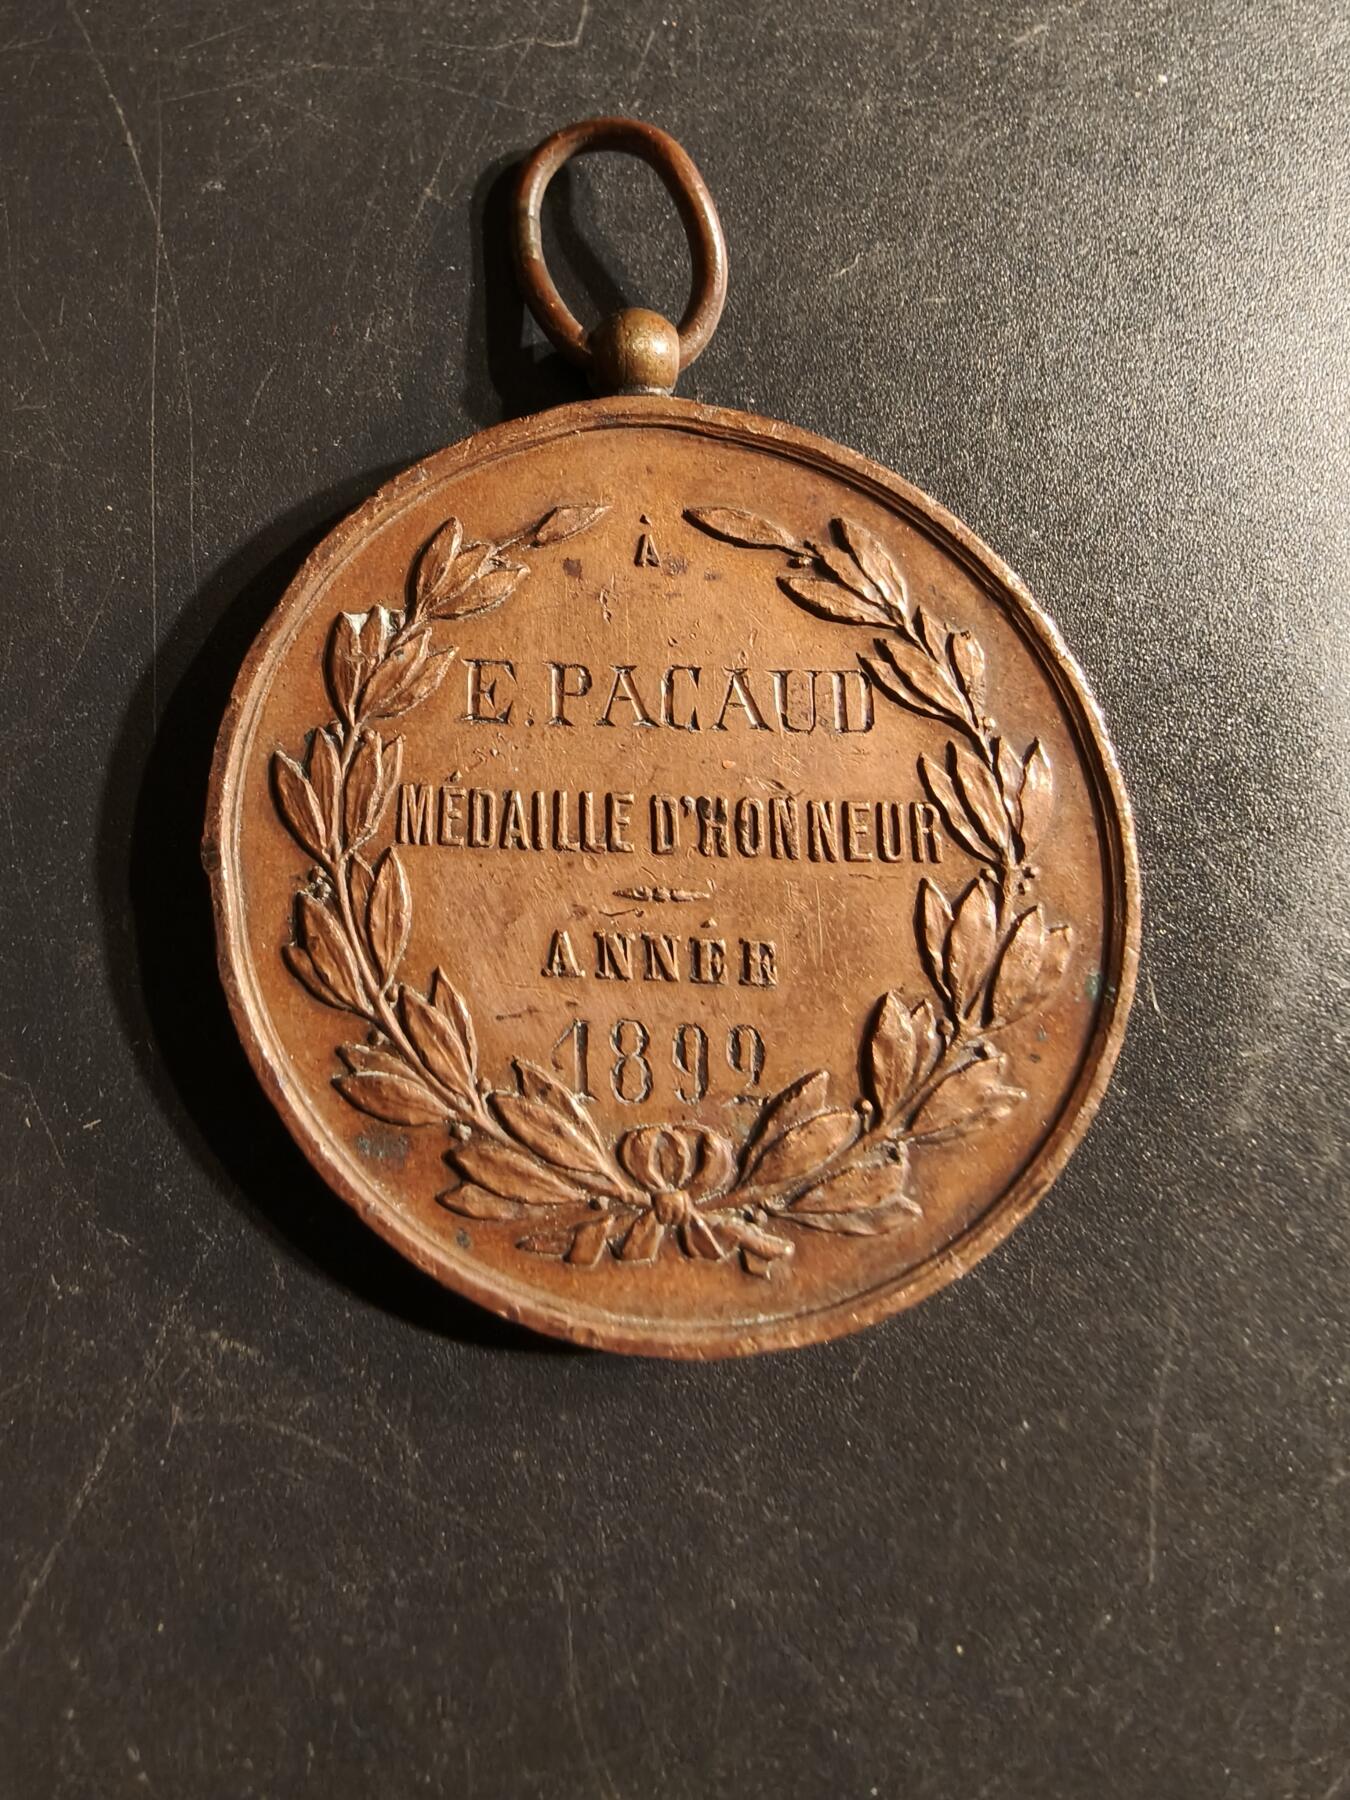 À
E. PACAUD
MÉDAILLE D'HONNEUR
ANNÉE
1892